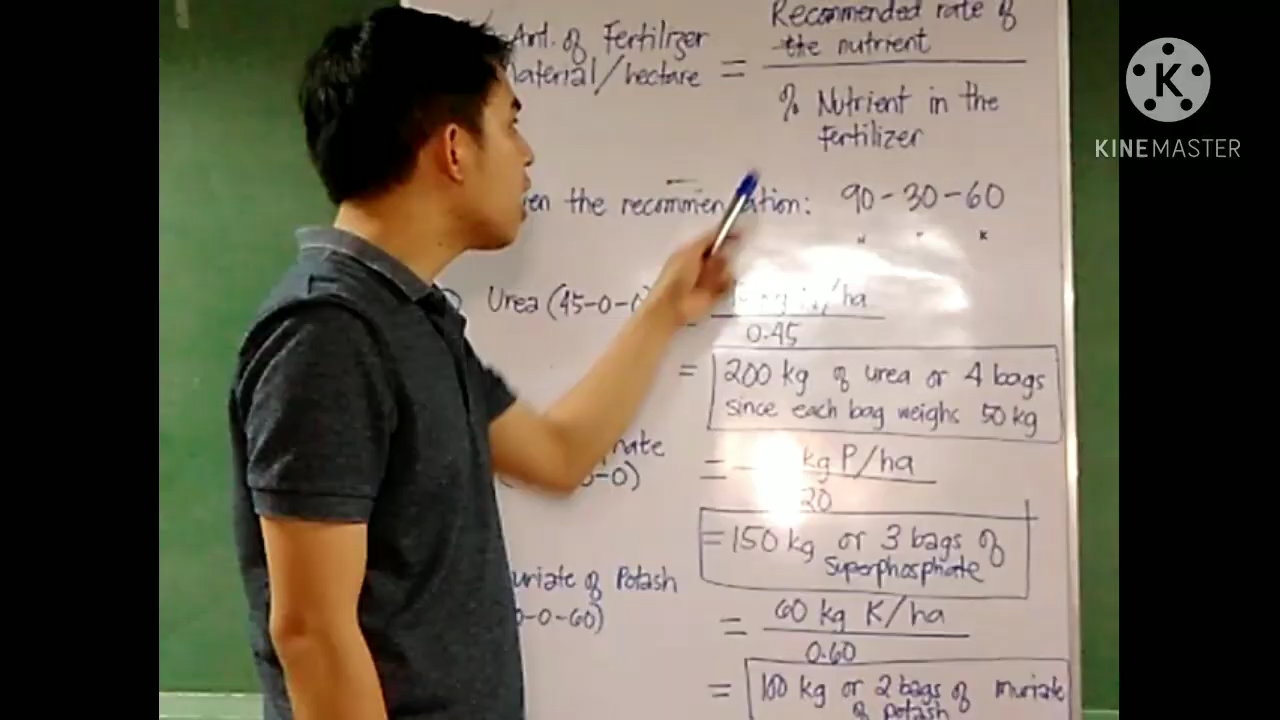 Amt. of Fertilizer
Material/hectare
=
Recommended rate of
the nutrient
% Nutrient in the
Fertilizer
KINEMASTER
the recommen ation: 90-30-60
N K
Urea (45-0-0
/ha
0.45
= 200 kg of urea or 4 bags
since each bag weighs 50 kg
= kg P/ha
20
-0)
=150 kg or 3 bags of
Superphosphate
uriate of Potash
0-0-60)
= 60 kg K/ha
0.60
= 100 kg or 2 bags of muriate
of potash